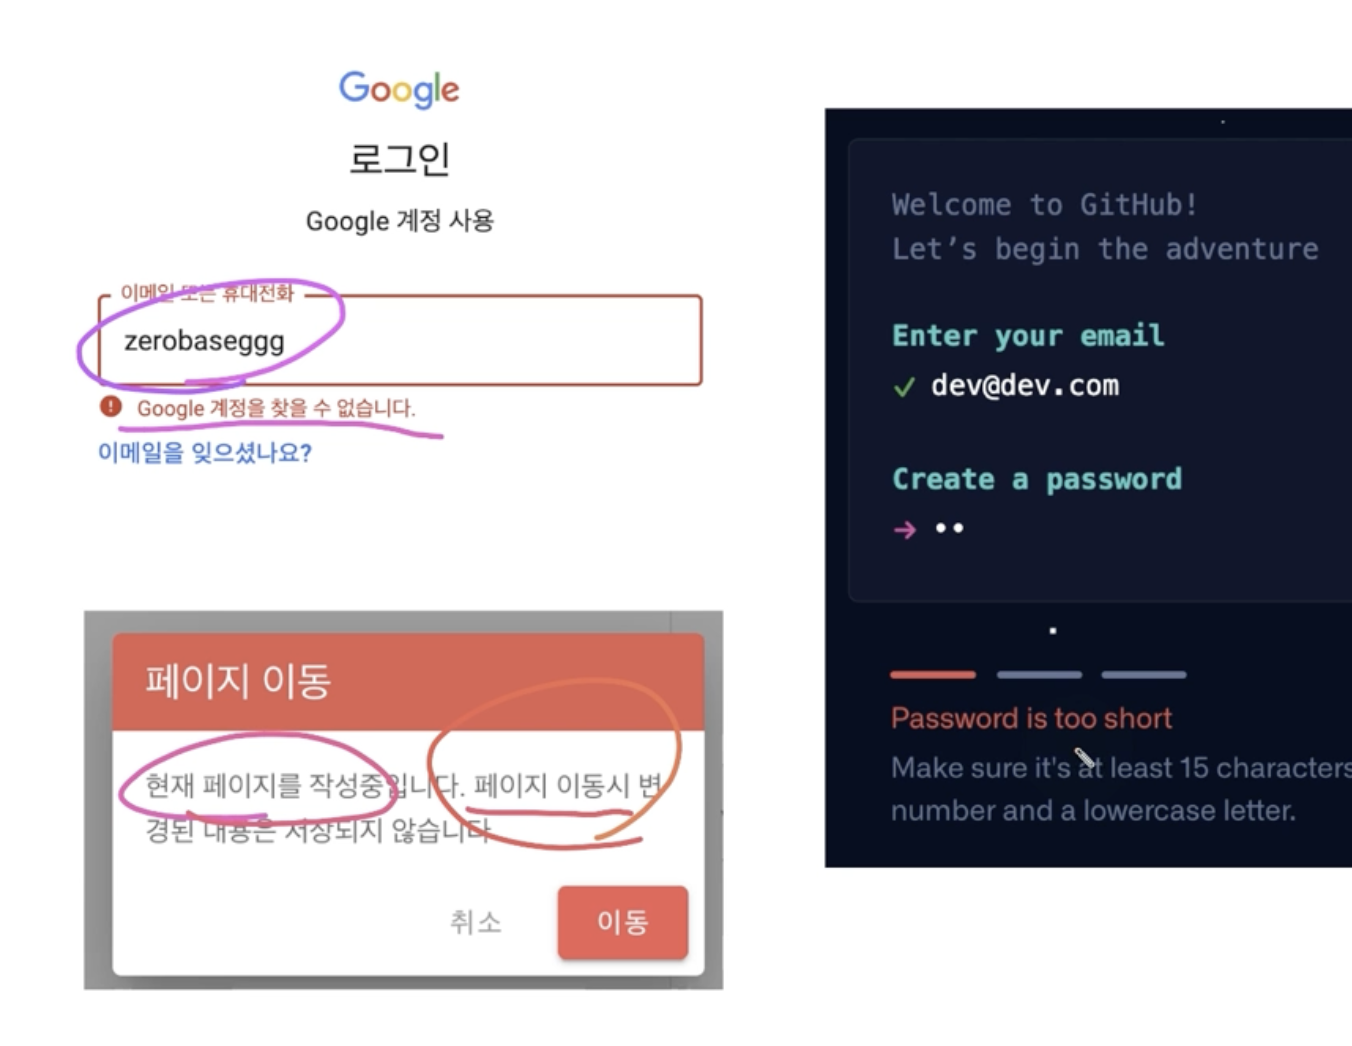 Google
로그인
Google 계정 사용
이메일 또는 휴대전화
zerobaseggg
Google 계정을 찾을 수 없습니다.
이메일을 잊으셨나요?
페이지 이동
현재 페이지를 작성중입니다. 페이지 이동시 변
경된 내용은 저장되지 않습니다
취소
이동
Welcome to GitHub!
Let’s begin the adventure
Enter your email
✓ dev@dev.com
Create a password
→ ••
Password is too short
Make sure it's at least 15 characters
number and a lowercase letter.